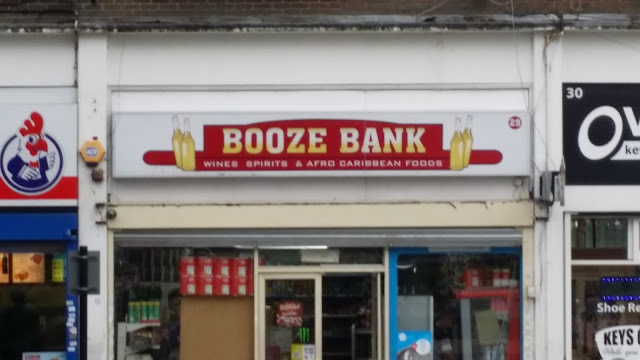 BOOZE BANK
28
WINES SPIRITS & AFRO CARIBBEAN FOODS
30
Shoe Re
KEYS